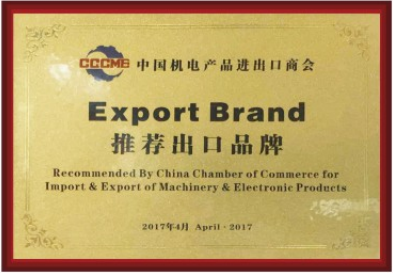 CCCME 中国机电产品进出口商会
Export Brand
推荐出口品牌
Recommended By China Chamber of Commerce for
Import & Export of Machinery & Electronic Products
2017年4月 April · 2017